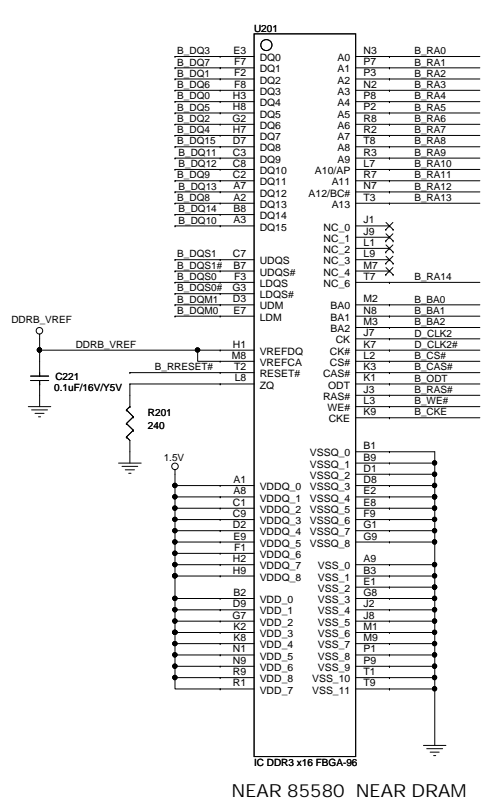 U201
B_DQ3 E3 DQ0 A0 N3 B_RA0
B_DQ7 F7 DQ1 A1 P7 B_RA1
B_DQ1 F2 DQ2 A2 P3 B_RA2
B_DQ6 F8 DQ3 A3 N2 B_RA3
B_DQ0 H3 DQ4 A4 P8 B_RA4
B_DQ5 H8 DQ5 A5 P2 B_RA5
B_DQ2 G2 DQ6 A6 R8 B_RA6
B_DQ4 H7 DQ7 A7 R2 B_RA7
B_DQ15 D7 DQ8 A8 T8 B_RA8
B_DQ11 C3 DQ9 A9 R3 B_RA9
B_DQ12 C8 DQ10 A10/AP L7 B_RA10
B_DQ9 C2 DQ11 A11 R7 B_RA11
B_DQ13 A7 DQ12 A12/BC# N7 B_RA12
B_DQ8 A2 DQ13 A13 T3 B_RA13
B_DQ14 B8 DQ14
B_DQ10 A3 DQ15
NC_0 J1
NC_1 J9
NC_2 L1
B_DQS1 C7 UDQS NC_3 L9
B_DQS1# B7 UDQS# NC_4 M7
B_DQS0 F3 LDQS NC_6 T7 B_RA14
B_DQS0# G3 LDQS#
B_DQM1 D3 UDM BA0 M2 B_BA0
B_DQM0 E7 LDM BA1 N8 B_BA1
BA2 M3 B_BA2
DDRB_VREF
CK J7 D_CLK2
DDRB_VREF H1 VREFDQ CK# K7 D_CLK2#
M8 VREFCA CS# L2 B_CS#
B_RRESET# T2 RESET# CAS# K3 B_CAS#
L8 ZQ ODT K1 B_ODT
C221
0.1uF/16V/Y5V
RAS# J3 B_RAS#
WE# L3 B_WE#
CKE K9 B_CKE
R201
240
1.5V
VSSQ_0 B1
VSSQ_1 B9
VSSQ_2 D1
A1 VDDQ_0 VSSQ_3 D8
A8 VDDQ_1 VSSQ_4 E2
C1 VDDQ_2 VSSQ_5 E8
C9 VDDQ_3 VSSQ_6 F9
D2 VDDQ_4 VSSQ_7 G1
E9 VDDQ_5 VSSQ_8 G9
F1 VDDQ_6
H2 VDDQ_7 VSS_0 A9
H9 VDDQ_8 VSS_1 B3
VSS_2 E1
B2 VDD_0 VSS_3 G8
D9 VDD_1 VSS_4 J2
G7 VDD_2 VSS_5 J8
K2 VDD_3 VSS_6 M1
K8 VDD_4 VSS_7 M9
N1 VDD_5 VSS_8 P1
N9 VDD_6 VSS_9 P9
R9 VDD_8 VSS_10 T1
R1 VDD_7 VSS_11 T9
IC DDR3 x16 FBGA-96
NEAR 85580 NEAR DRAM